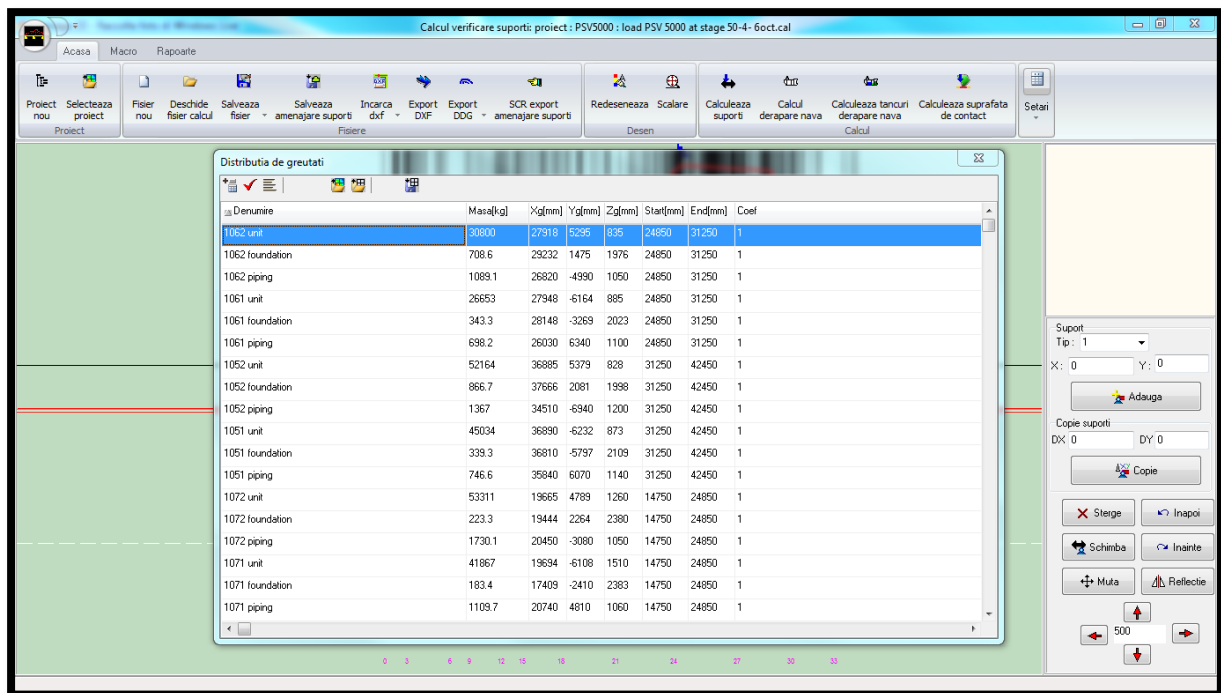 Calcul verificare suporti: proiect : PSV5000 : load PSV 5000 at stage 50-4- 6oct.cal
Acasa Macro Rapoarte
Proiect nou Selecteaza proiect Fisier nou Deschide fisier calcul Salveaza fisier Salveaza amenajare suporti Incarca dxf Export DXF Export DDG SCR export amenajare suporti Redeseneaza Scalare Calculeaza suporti Calcul derapare nava Calculeaza tancuri derapare nava Calculeaza suprafata de contact Setari
Proiect Fisiere Desen Calcul
Distributia de greutati
Denumire Masa[kg] Xg[mm] Yg[mm] Zg[mm] Start[mm] End[mm] Coef
1062 unit 30800 27918 5295 835 24850 31250 1
1062 foundation 708.6 29232 1475 1976 24850 31250 1
1062 piping 1089.1 26820 -4990 1050 24850 31250 1
1061 unit 26653 27948 -6164 885 24850 31250 1
1061 foundation 343.3 28148 -3269 2023 24850 31250 1
1061 piping 698.2 26030 6340 1100 24850 31250 1
1052 unit 52164 36885 5379 828 31250 42450 1
1052 foundation 866.7 37666 2081 1998 31250 42450 1
1052 piping 1367 34510 -6940 1200 31250 42450 1
1051 unit 45034 36890 -6232 873 31250 42450 1
1051 foundation 339.3 36810 -5797 2109 31250 42450 1
1051 piping 746.6 35840 6070 1140 31250 42450 1
1072 unit 53311 19665 4789 1260 14750 24850 1
1072 foundation 223.3 19444 2264 2380 14750 24850 1
1072 piping 1730.1 20450 -3080 1050 14750 24850 1
1071 unit 41867 19694 -6108 1510 14750 24850 1
1071 foundation 183.4 17409 -2410 2383 14750 24850 1
1071 piping 1109.7 20740 4810 1060 14750 24850 1
Suport
Tip : 1
X: 0 Y: 0
Adauga
Copie suporti
DX 0 DY 0
Copie
Sterge Inapoi
Schimba Inainte
Muta Reflectie
500
0 3 6 9 12 15 18 21 24 27 30 33